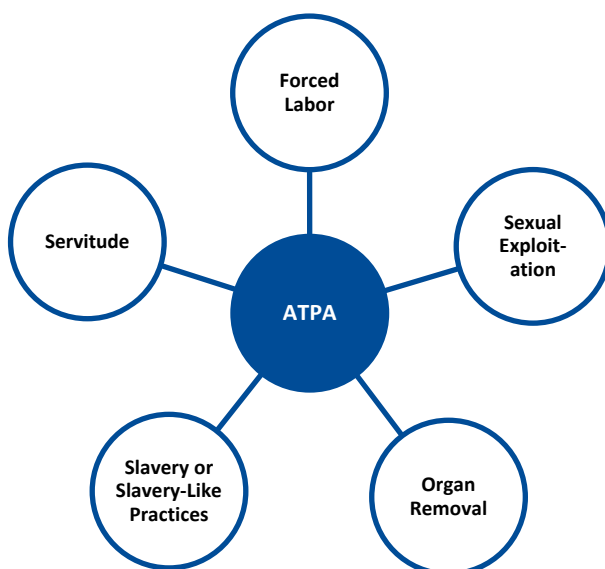 Forced
Labor
Servitude
Sexual
Exploit-
ation
ATPA
Slavery or
Slavery-Like
Practices
Organ
Removal